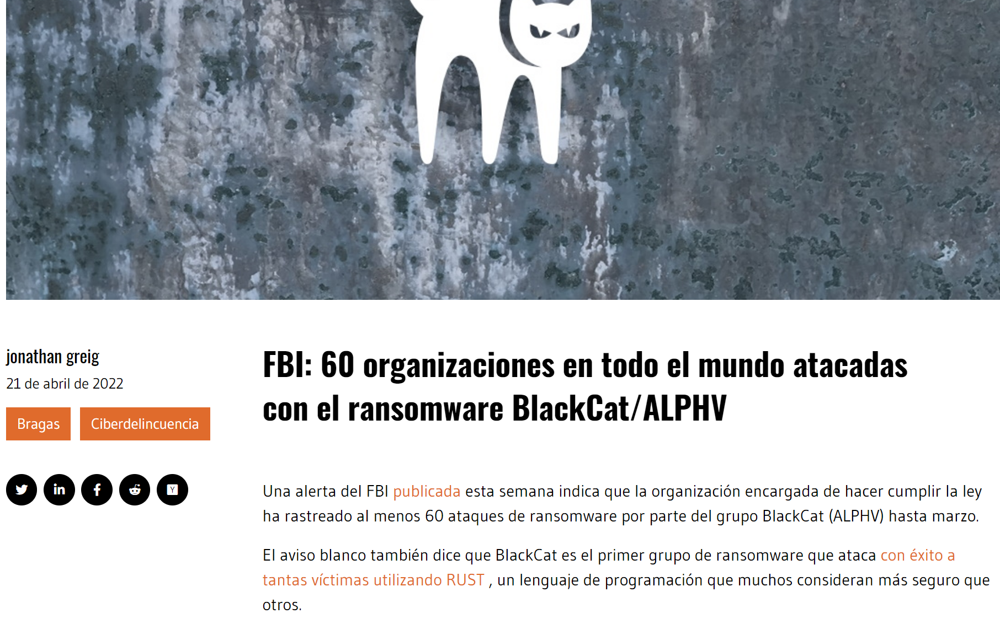 jonathan greig
21 de abril de 2022
Bragas
Ciberdelincuencia
FBI: 60 organizaciones en todo el mundo atacadas
con el ransomware BlackCat/ALPHV
Una alerta del FBI publicada esta semana indica que la organización encargada de hacer cumplir la ley
ha rastreado al menos 60 ataques de ransomware por parte del grupo BlackCat (ALPHV) hasta marzo.
El aviso blanco también dice que BlackCat es el primer grupo de ransomware que ataca con éxito a
tantas víctimas utilizando RUST , un lenguaje de programación que muchos consideran más seguro que
otros.